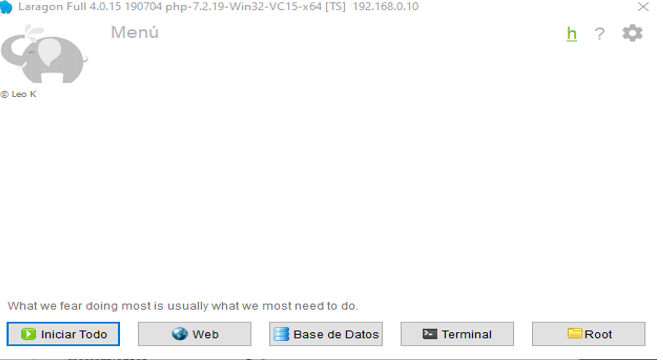 Laragon Full 4.0.15 190704 php-7.2.19-Win32-VC15-x64 [TS] 192.168.0.10
Menú
h ?
© Leo K
What we fear doing most is usually what we most need to do.
Iniciar Todo Web Base de Datos Terminal Root